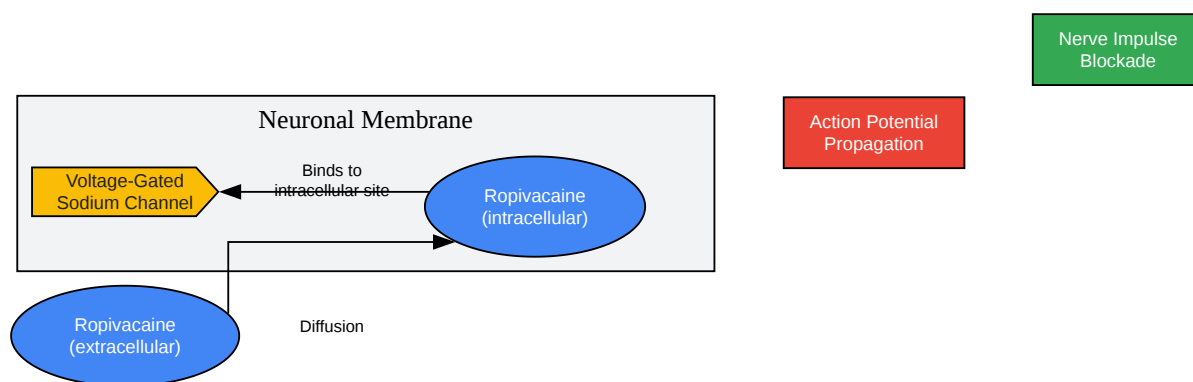 Nerve Impulse
Blockade
Neuronal Membrane
Action Potential
Propagation
Voltage-Gated
Sodium Channel
Binds to
intracellular site
Ropivacaine
(intracellular)
Ropivacaine
(extracellular)
Diffusion